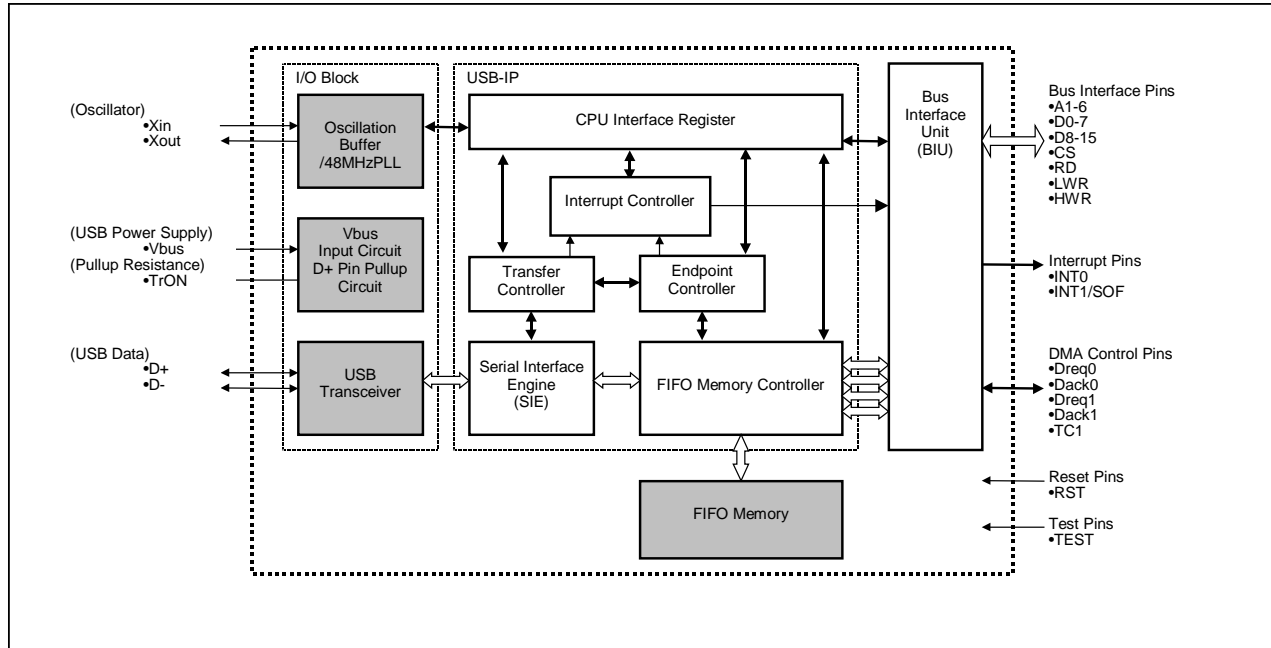 I/O Block
USB-IP
(Oscillator)
•Xin
•Xout
Oscillation
Buffer
/48MHzPLL
CPU Interface Register
Bus
Interface
Unit
(BIU)
Bus Interface Pins
•A1-6
•D0-7
•D8-15
•CS
•RD
•LWR
•HWR
Interrupt Controller
(USB Power Supply)
•Vbus
(Pullup Resistance)
•TrON
Vbus
Input Circuit
D+ Pin Pullup
Circuit
Transfer
Controller
Endpoint
Controller
Interrupt Pins
•INT0
•INT1/SOF
(USB Data)
•D+
•D-
USB
Transceiver
Serial Interface
Engine
(SIE)
FIFO Memory Controller
DMA Control Pins
•Dreq0
•Dack0
•Dreq1
•Dack1
•TC1
FIFO Memory
Reset Pins
•RST
Test Pins
•TEST